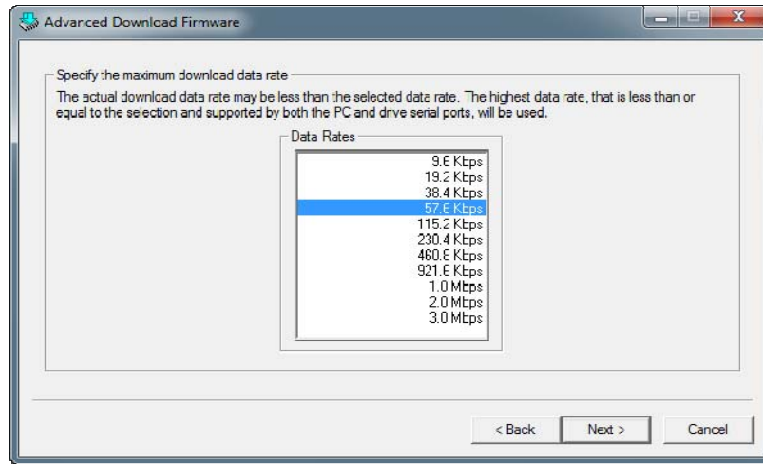 Advanced Download Firmware
Specify the maximum download data rate
The actual download data rate may be less than the selected data rate. The highest data rate, that is less than or
equal to the selection and supported by both the PC and drive serial ports, will be used.
Data Rates
9.6 Kbps
19.2 Kbps
38.4 Kbps
57.6 Kbps
115.2 Kbps
230.4 Kbps
460.8 Kbps
921.6 Kbps
1.0 Mbps
2.0 Mbps
3.0 Mbps
< Back
Next >
Cancel